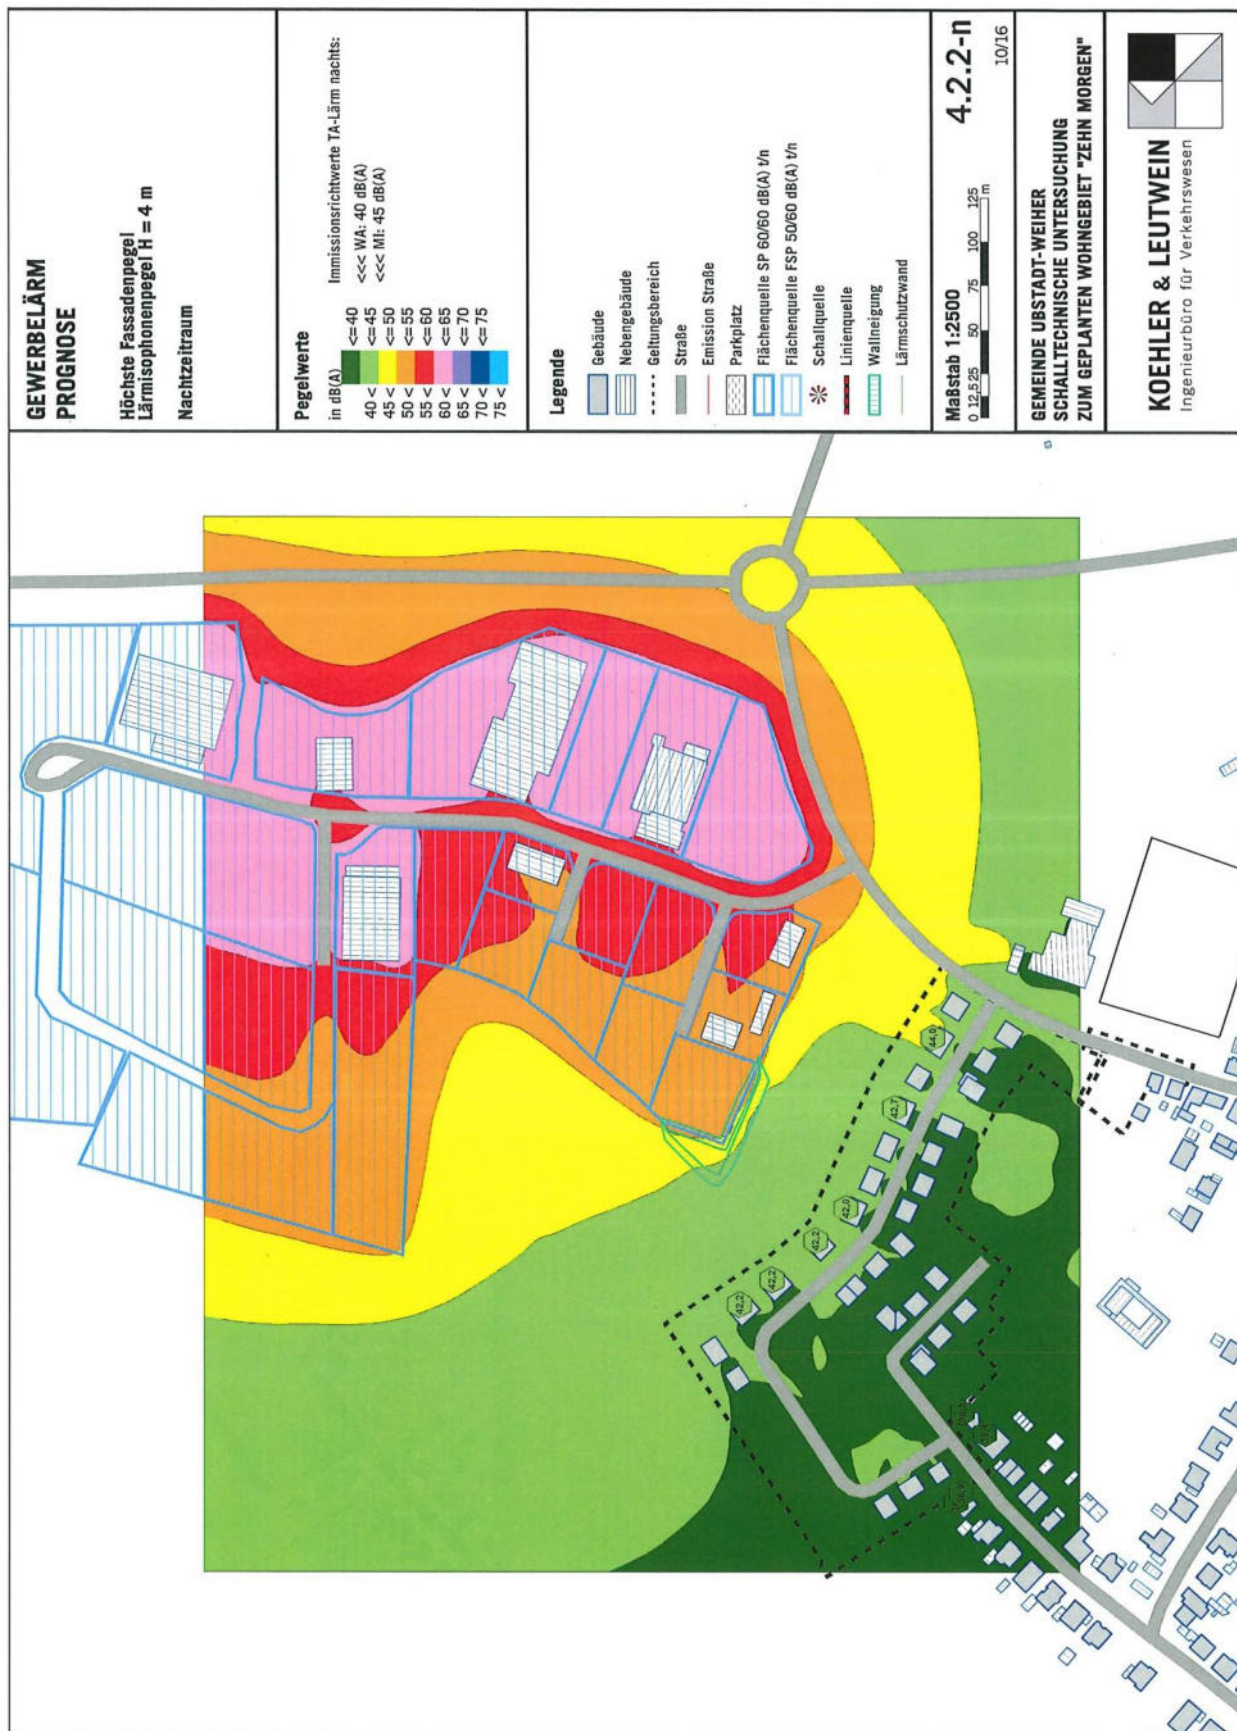 GEWERBELÄRM
PROGNOSE
Höchste Fassadenpegel
Lärmisophonenpegel H = 4 m
Nachtzeitraum
Pegelwerte
in dB(A)
Immissionsrichtwerte TA-Lärm nachts:
<=40 <<< WA: 40 dB(A)
40 < <=45 <<< MI: 45 dB(A)
45 < <=50
50 < <=55
55 < <=60
60 < <=65
65 < <=70
70 < <=75
75 <
Legende
Gebäude
Nebengebäude
Geltungsbereich
Straße
Emission Straße
Parkplatz
Flächenquelle SP 60/60 dB(A) t/n
Flächenquelle FSP 50/60 dB(A) t/n
Schallquelle
Linienquelle
Wallneigung
Lärmschutzwand
Maßstab 1:2500
0 12,525 50 75 100 125
m
4.2.2-n
10/16
GEMEINDE UBSTADT-WEIHER
SCHALLTECHNISCHE UNTERSUCHUNG
ZUM GEPLANTEN WOHNGEBIET "ZEHN MORGEN"
KOEHLER & LEUTWEIN
Ingenieurbüro für Verkehrswesen
42,2
42,2
42,2
42,0
42,7
44,0